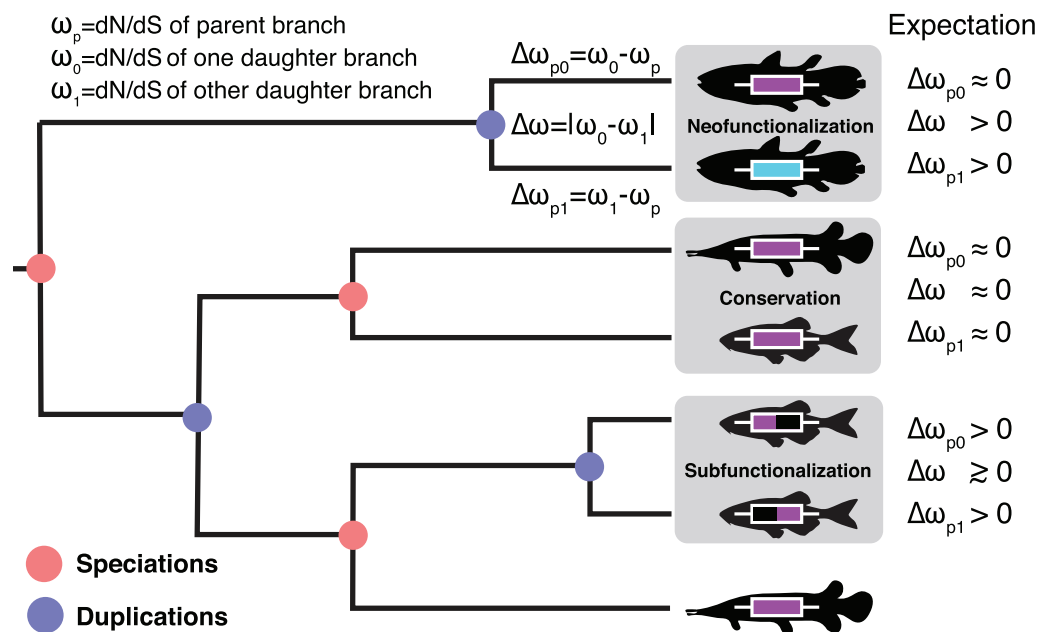 ωp=dN/dS of parent branch
ω0=dN/dS of one daughter branch
ω1=dN/dS of other daughter branch
Expectation
Δωp0=ω0-ωp
Δω=|ω0-ω1|
Δωp1=ω1-ωp
Neofunctionalization
Δωp0 ≈ 0
Δω > 0
Δωp1 > 0
Conservation
Δωp0 ≈ 0
Δω ≈ 0
Δωp1 ≈ 0
Subfunctionalization
Δωp0 > 0
Δω ⪆ 0
Δωp1 > 0
Speciations
Duplications